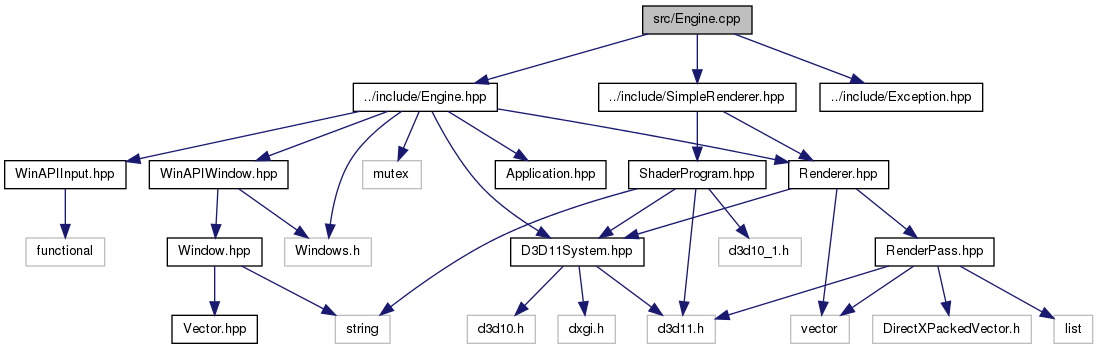 src/Engine.cpp
../include/Engine.hpp
../include/SimpleRenderer.hpp
../include/Exception.hpp
WinAPIInput.hpp
WinAPIWindow.hpp
mutex
Application.hpp
ShaderProgram.hpp
Renderer.hpp
functional
Window.hpp
Windows.h
D3D11System.hpp
d3d10_1.h
RenderPass.hpp
Vector.hpp
string
d3d10.h
dxgi.h
d3d11.h
vector
DirectXPackedVector.h
list